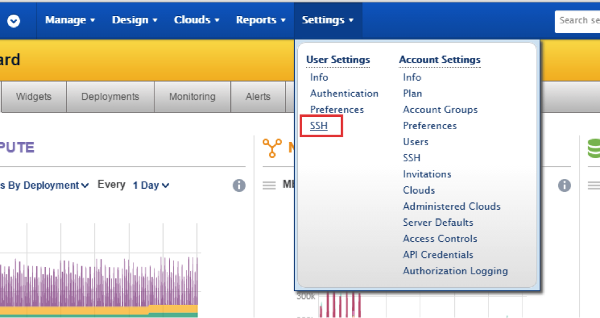 Manage Design Clouds Reports Settings Search se
ard
User Settings Account Settings
Info Info
Authentication Plan
Preferences Account Groups
SSH Preferences
Users
SSH
Invitations
Clouds
Administered Clouds
Server Defaults
Access Controls
API Credentials
Authorization Logging
Widgets Deployments Monitoring Alerts
PUTE
s By Deployment Every 1 Day
300k